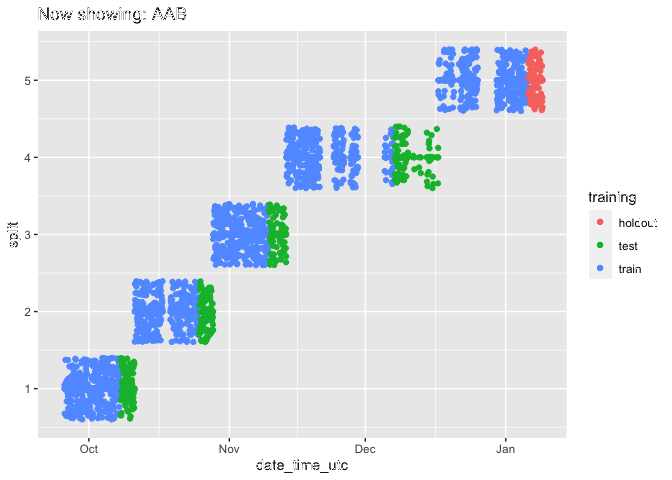 Now showing: AAB
5
4
3
2
1
split
Oct
Nov
Dec
Jan
date_time_utc
training
holdout
test
train